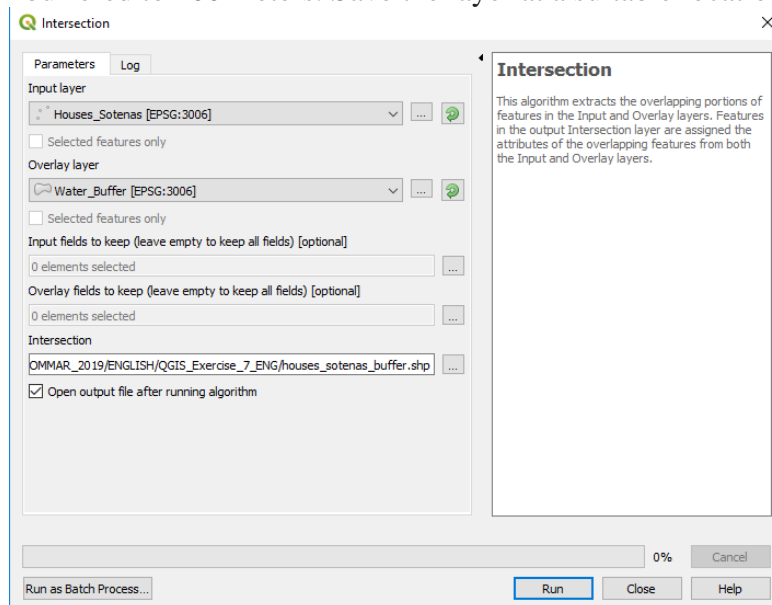 Intersection
Parameters
Log
Input layer
Houses_Sotenas [EPSG:3006]
...
Selected features only
Overlay layer
Water_Buffer [EPSG:3006]
...
Selected features only
Input fields to keep (leave empty to keep all fields) [optional]
0 elements selected
...
Overlay fields to keep (leave empty to keep all fields) [optional]
0 elements selected
...
Intersection
OMMAR_2019/ENGLISH/QGIS_Exercise_7_ENG/houses_sotenas_buffer.shp
...
Open output file after running algorithm
Intersection
This algorithm extracts the overlapping portions of
features in the Input and Overlay layers. Features
in the output Intersection layer are assigned the
attributes of the overlapping features from both
the Input and Overlay layers.
0%
Cancel
Run as Batch Process...
Run
Close
Help